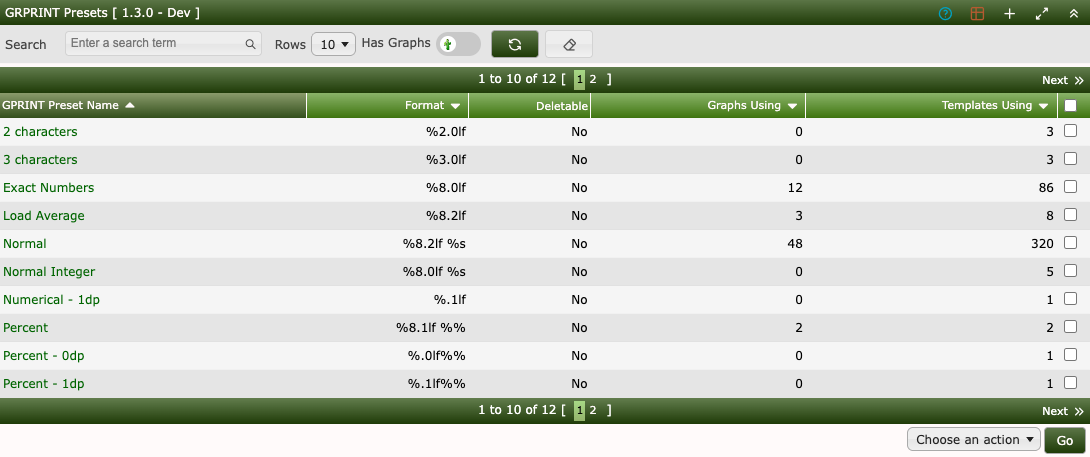 GRPRINT Presets [ 1.3.0 - Dev ]
Search Enter a search term Rows 10 Has Graphs
1 to 10 of 12 [ 1 2 ] Next
GPRINT Preset Name Format Deletable Graphs Using Templates Using
2 characters %2.0lf No 0 3
3 characters %3.0lf No 0 3
Exact Numbers %8.0lf No 12 86
Load Average %8.2lf No 3 8
Normal %8.2lf %s No 48 320
Normal Integer %8.0lf %s No 0 5
Numerical - 1dp %.1lf No 0 1
Percent %8.1lf %% No 2 2
Percent - 0dp %.0lf%% No 0 1
Percent - 1dp %.1lf%% No 0 1
1 to 10 of 12 [ 1 2 ] Next
Choose an action Go